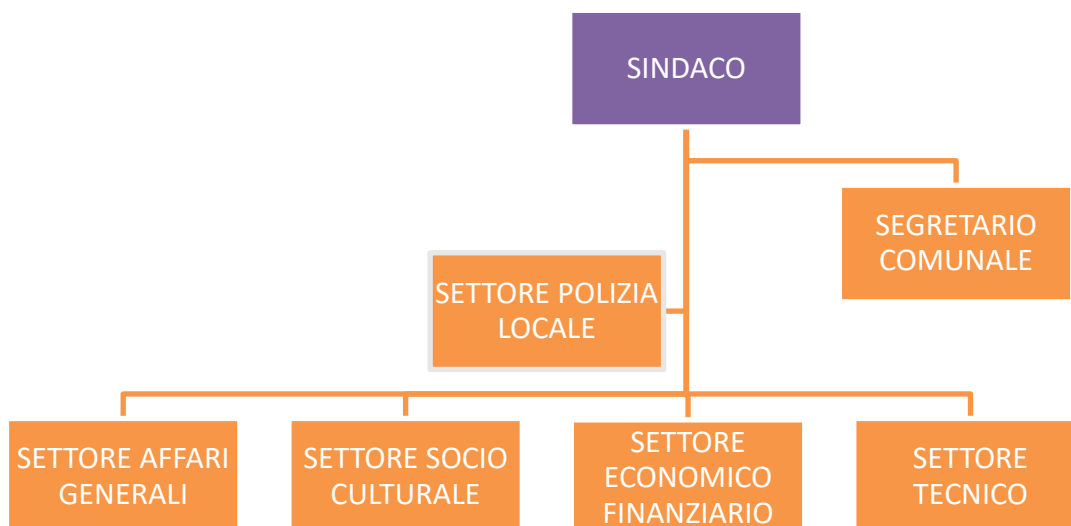 SINDACO
SEGRETARIO
COMUNALE
SETTORE POLIZIA
LOCALE
SETTORE AFFARI
GENERALI
SETTORE SOCIO
CULTURALE
SETTORE
ECONOMICO
FINANZIARIO
SETTORE
TECNICO